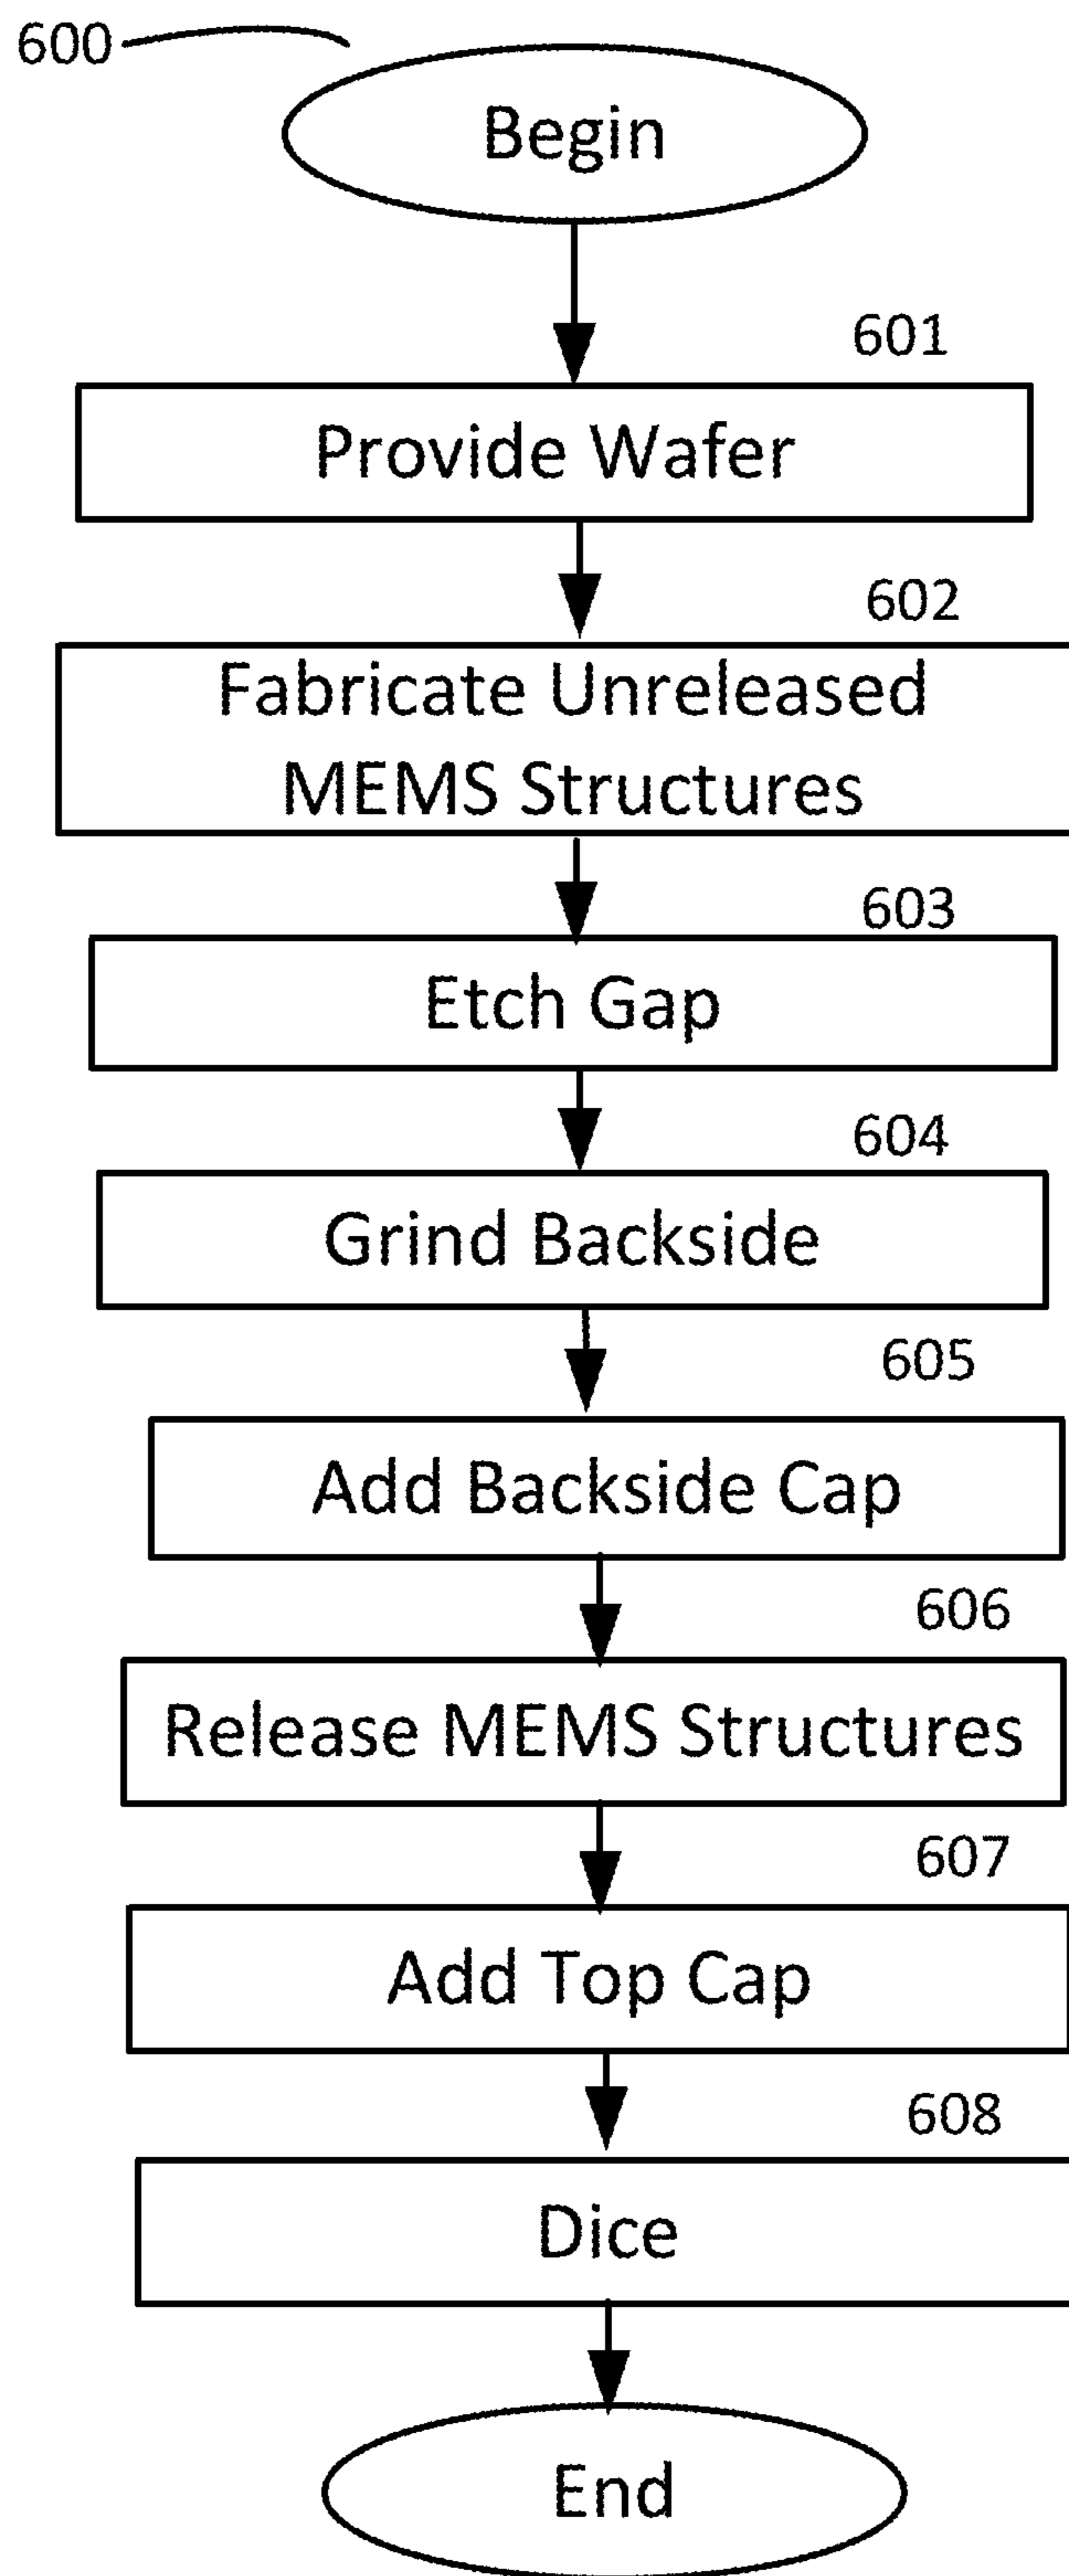 600
Begin
601
Provide Wafer
602
Fabricate Unreleased
MEMS Structures
603
Etch Gap
604
Grind Backside
605
Add Backside Cap
606
Release MEMS Structures
607
Add Top Cap
608
Dice
End